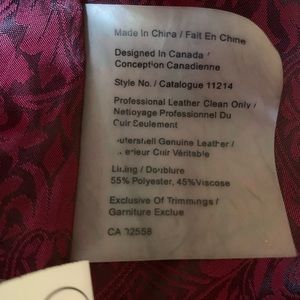 Made In China / Fait En Chine
Designed In Canada /
Conception Canadienne
Style No. / Catalogue 11214
Professional Leather Clean Only /
Nettoyage Professionnel Du
Cuir Seulement
Genuine Leather /
Cuir Véritable
Lining / Doublure
55% Polyester, 45%Viscose
Exclusive Of Trimmings /
Garniture Exclue
CA 02558